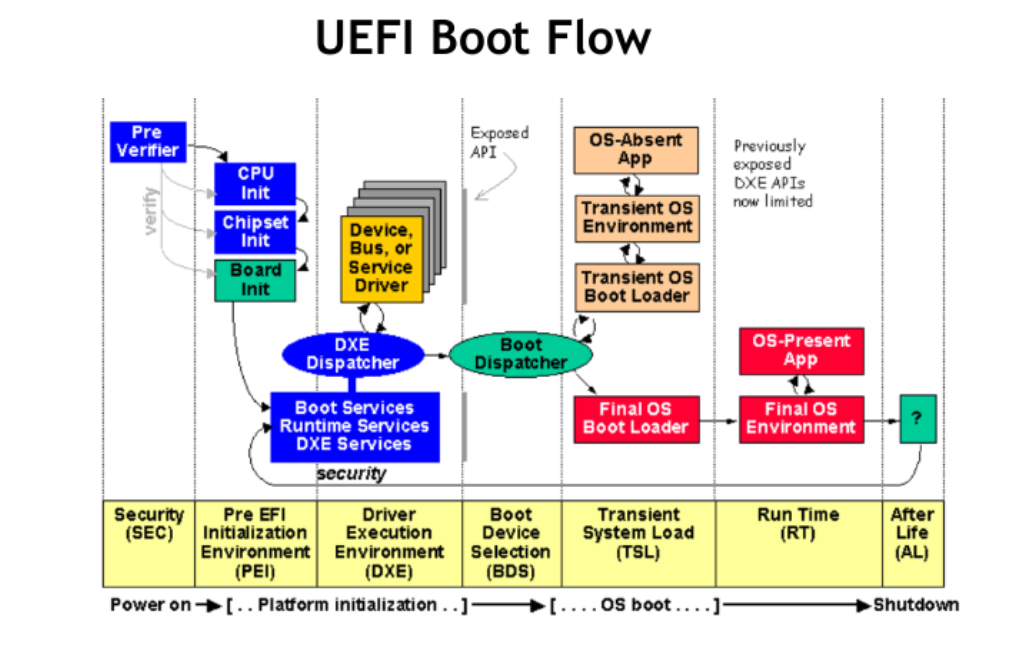 UEFI Boot Flow
Pre
Verifier
verify
CPU
Init
Chipset
Init
Board
Init
Device,
Bus, or
Service
Driver
Exposed
API
DXE
Dispatcher
Boot
Dispatcher
Boot Services
Runtime Services
DXE Services
security
OS-Absent
App
Transient OS
Environment
Transient OS
Boot Loader
Final OS
Boot Loader
Previously
exposed
DXE APIs
now limited
OS-Present
App
Final OS
Environment
?
Security
(SEC)
Pre EFI
Initialization
Environment
(PEI)
Driver
Execution
Environment
(DXE)
Boot
Device
Selection
(BDS)
Transient
System Load
(TSL)
Run Time
(RT)
After
Life
(AL)
Power on [ . . Platform initialization . . ] [ . . . . OS boot . . . . ] Shutdown